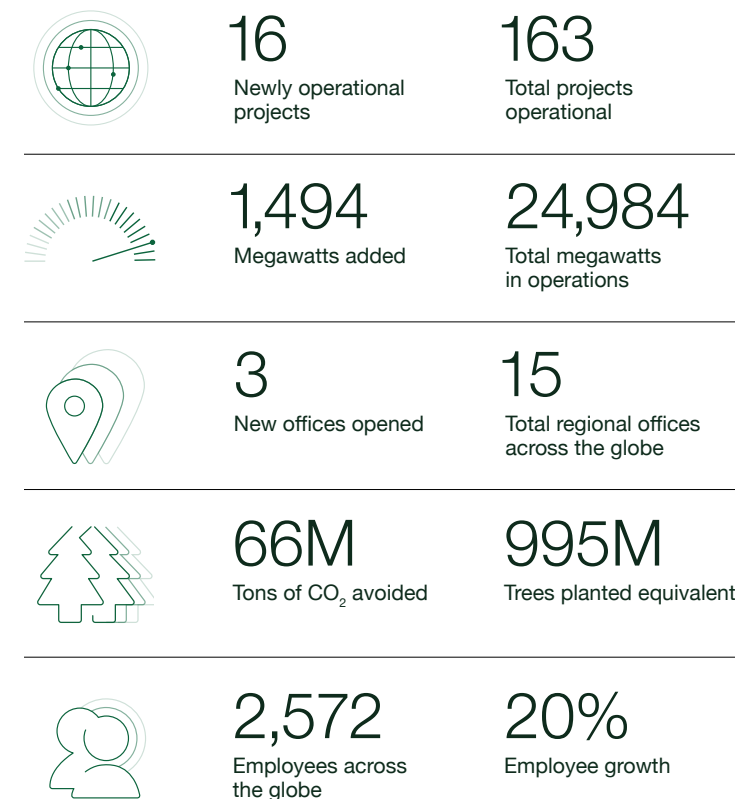 16
163
Newly operational
projects
Total projects
operational
1,494
24,984
Megawatts added
Total megawatts
in operations
3
15
New offices opened
Total regional offices
across the globe
66M
995M
Tons of CO₂ avoided
Trees planted equivalent
2,572
20%
Employees across
the globe
Employee growth